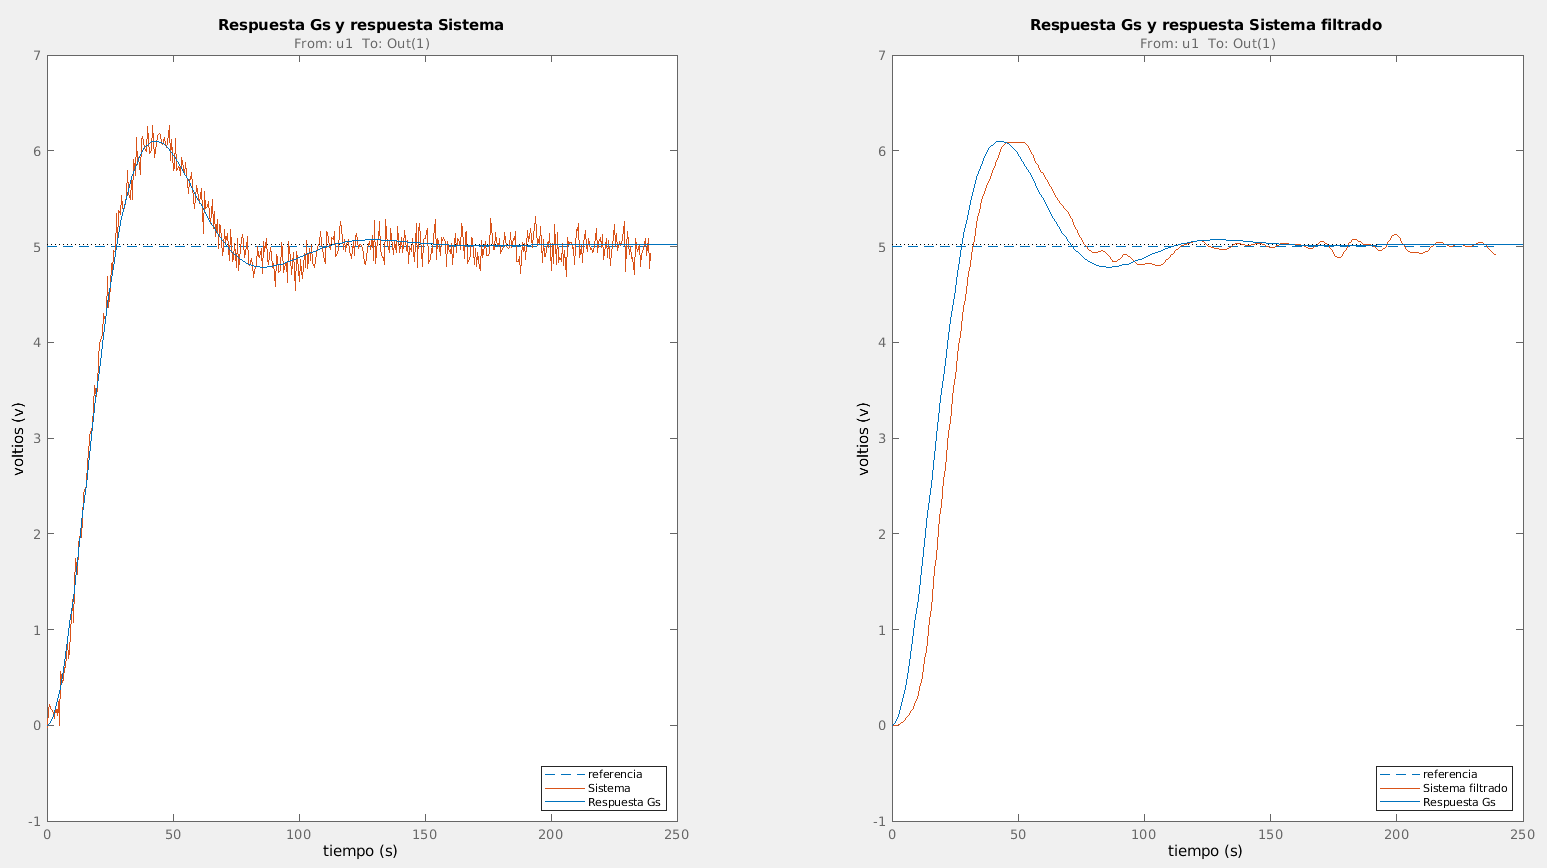 Respuesta Gs y respuesta Sistema
From: u1 To: Out(1)
7
6
5
4
3
2
1
0
-1
voltios (v)
0 50 100 150 200 250
tiempo (s)
referencia
Sistema
Respuesta Gs
Respuesta Gs y respuesta Sistema filtrado
From: u1 To: Out(1)
7
6
5
4
3
2
1
0
-1
voltios (v)
0 50 100 150 200 250
tiempo (s)
referencia
Sistema filtrado
Respuesta Gs